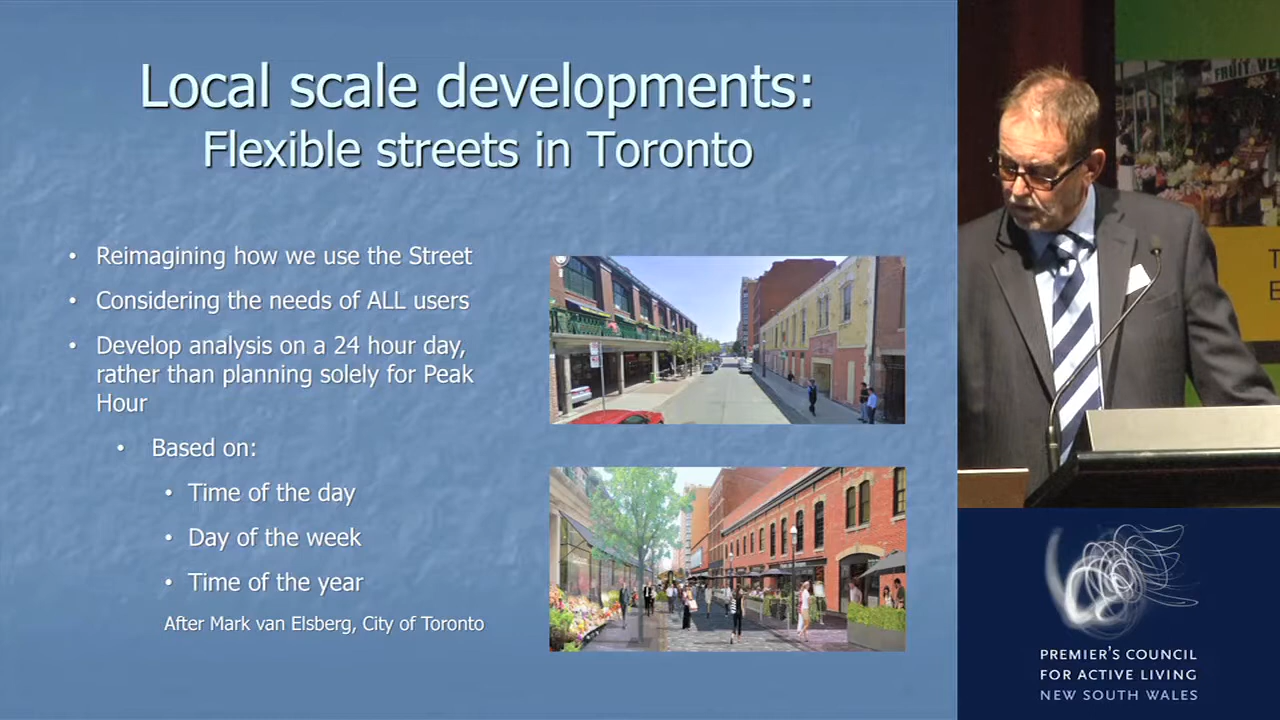 Local scale developments:
Flexible streets in Toronto
• Reimagining how we use the Street
• Considering the needs of ALL users
• Develop analysis on a 24 hour day,
rather than planning solely for Peak
Hour
• Based on:
• Time of the day
• Day of the week
• Time of the year
After Mark van Elsberg, City of Toronto
FRUIT VE
T
E
PREMIER'S COUNCIL
FOR ACTIVE LIVING
NEW SOUTH WALES